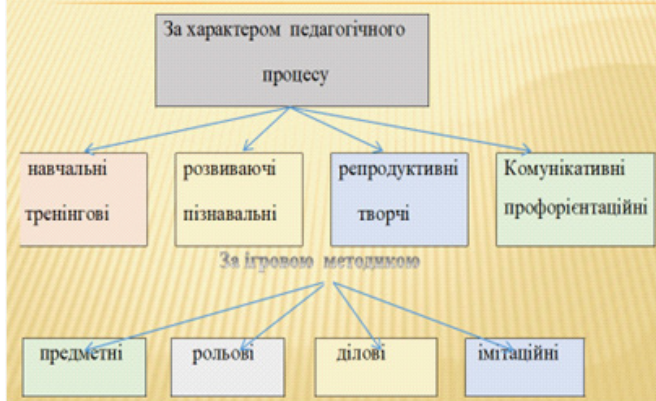 За характером педагогічного
процесу
навчальні
тренінгові
розвиваючі
пізнавальні
репродуктивні
творчі
Комунікативні
профорієнтаційні
За ігровою методикою
предметні
рольові
ділові
імітаційні